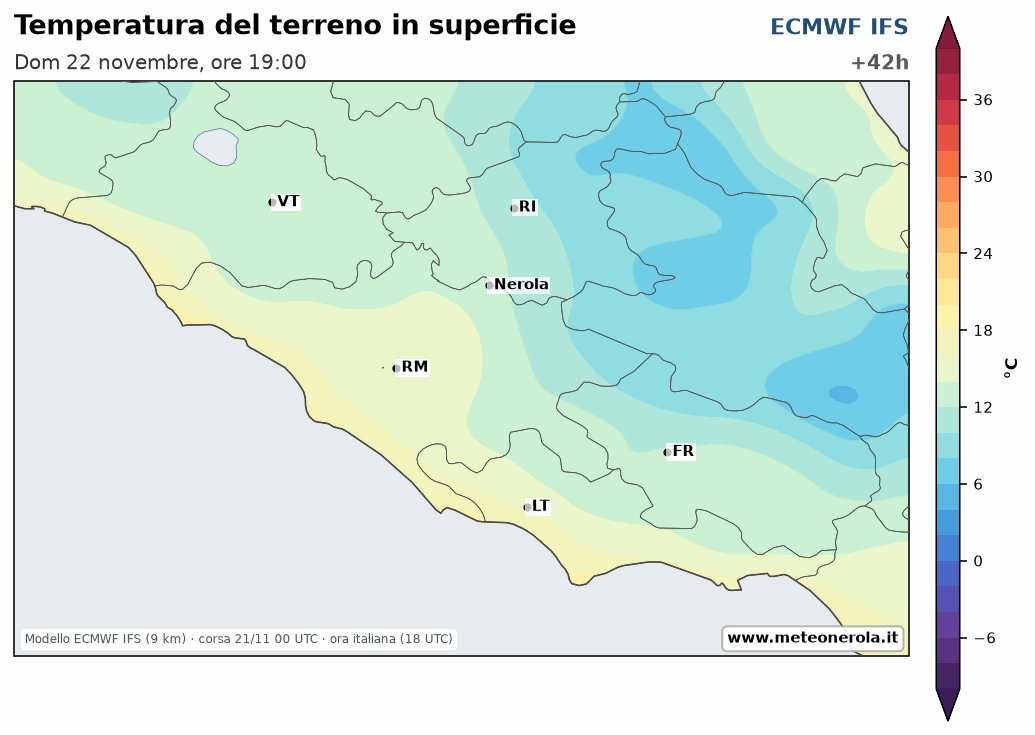 Temperatura del terreno in superficie
ECMWF IFS
Dom 22 novembre, ore 19:00
+42h
VT
RI
Nerola
RM
FR
LT
36
30
24
18
12
6
0
−6
°C
Modello ECMWF IFS (9 km) · corsa 21/11 00 UTC · ora italiana (18 UTC)
www.meteonerola.it